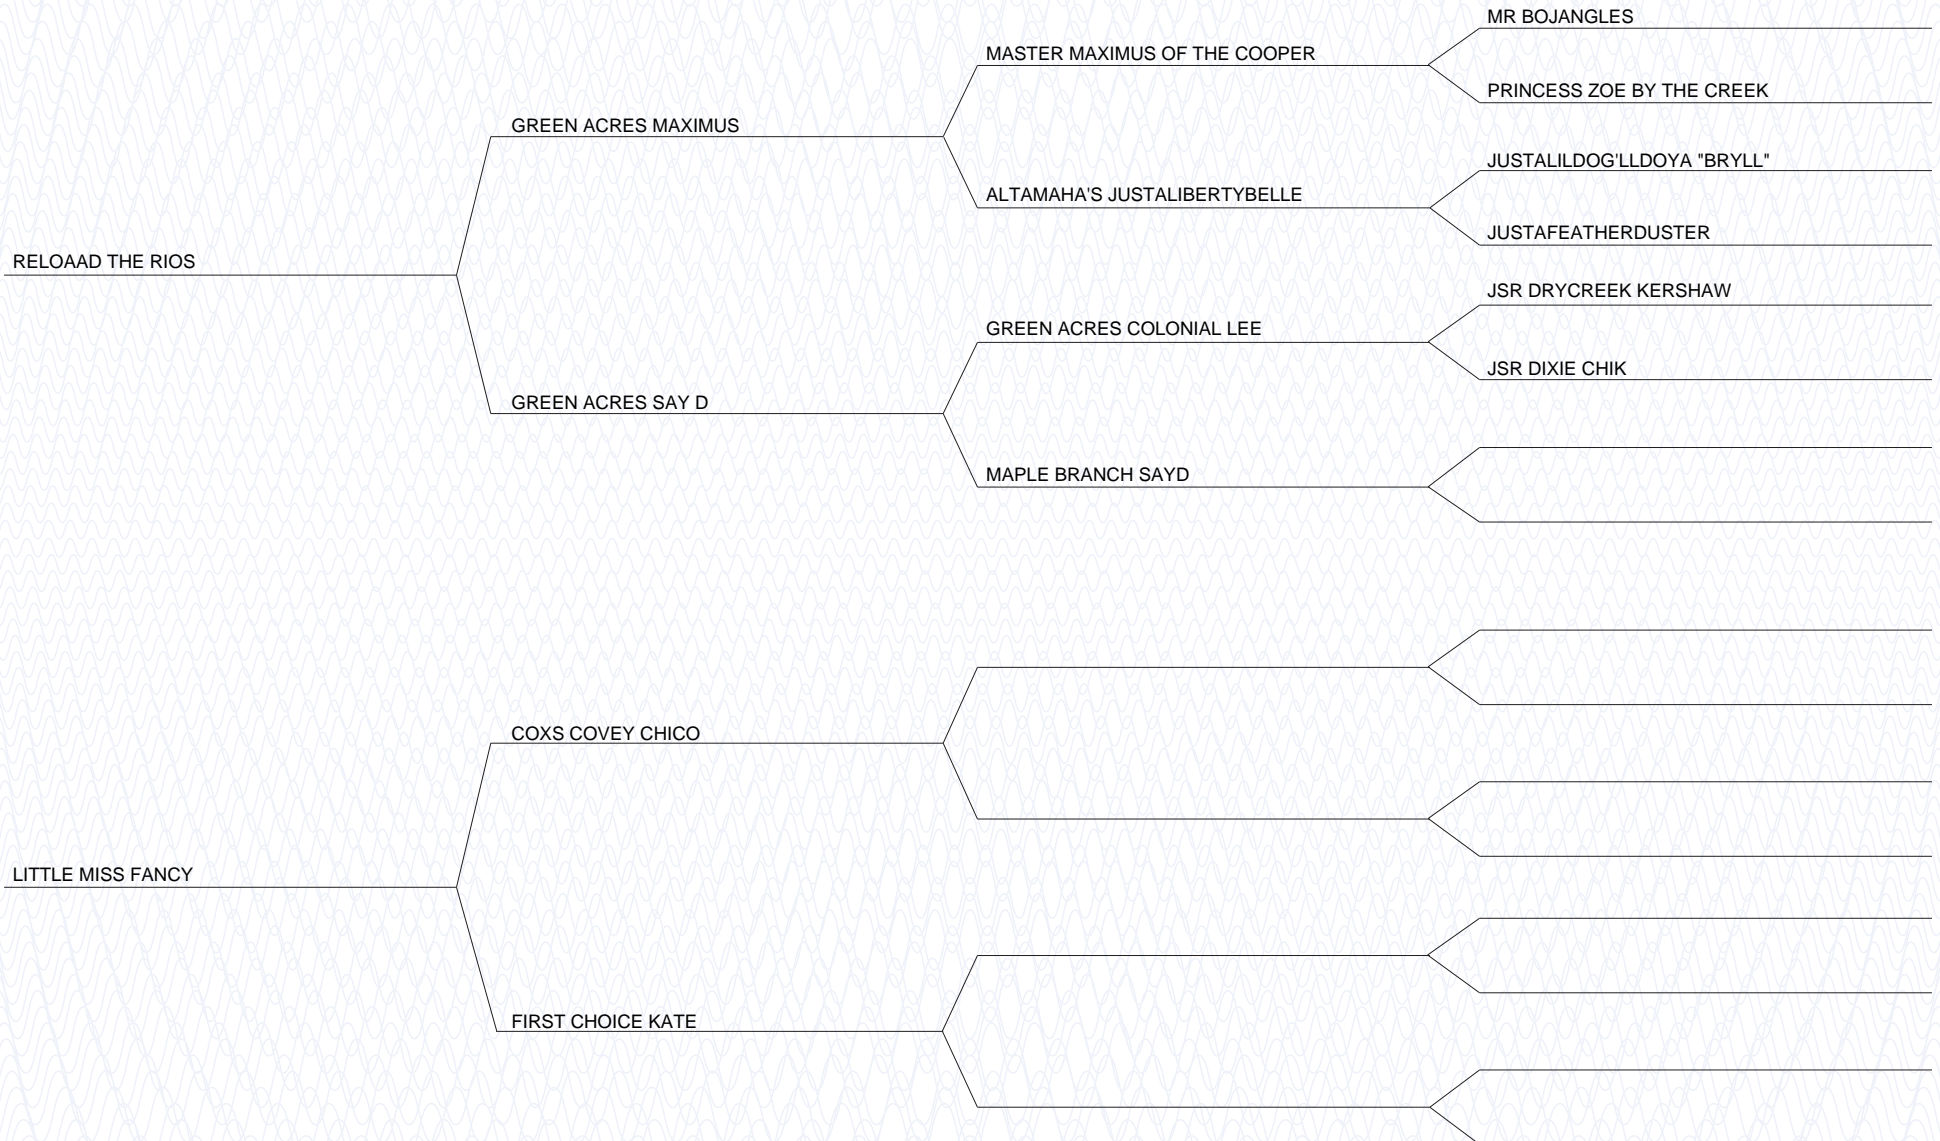 MR BOJANGLES
MASTER MAXIMUS OF THE COOPER
PRINCESS ZOE BY THE CREEK
GREEN ACRES MAXIMUS
JUSTALILDOG'LLDOYA "BRYLL"
ALTAMAHA'S JUSTALIBERTYBELLE
JUSTAFEATHERDUSTER
RELOAAD THE RIOS
JSR DRYCREEK KERSHAW
GREEN ACRES COLONIAL LEE
JSR DIXIE CHIK
GREEN ACRES SAY D
MAPLE BRANCH SAYD
COXS COVEY CHICO
LITTLE MISS FANCY
FIRST CHOICE KATE